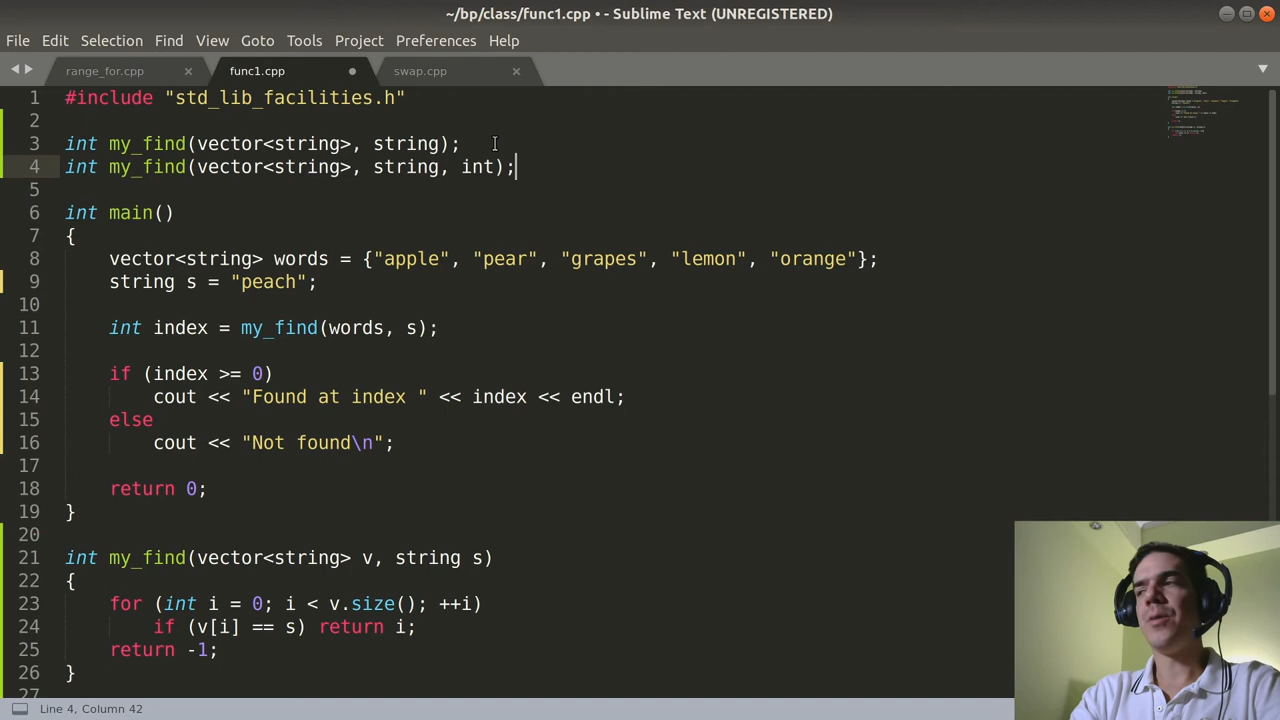 ~/bp/class/func1.cpp • - Sublime Text (UNREGISTERED)
File Edit Selection Find View Goto Tools Project Preferences Help
range_for.cpp × func1.cpp • swap.cpp ×
1 #include "std_lib_facilities.h"
2
3 int my_find(vector<string>, string);
4 int my_find(vector<string>, string, int);
5
6 int main()
7 {
8 vector<string> words = {"apple", "pear", "grapes", "lemon", "orange"};
9 string s = "peach";
10
11 int index = my_find(words, s);
12
13 if (index >= 0)
14 cout << "Found at index " << index << endl;
15 else
16 cout << "Not found\n";
17
18 return 0;
19 }
20
21 int my_find(vector<string> v, string s)
22 {
23 for (int i = 0; i < v.size(); ++i)
24 if (v[i] == s) return i;
25 return -1;
26 }
27
Line 4, Column 42